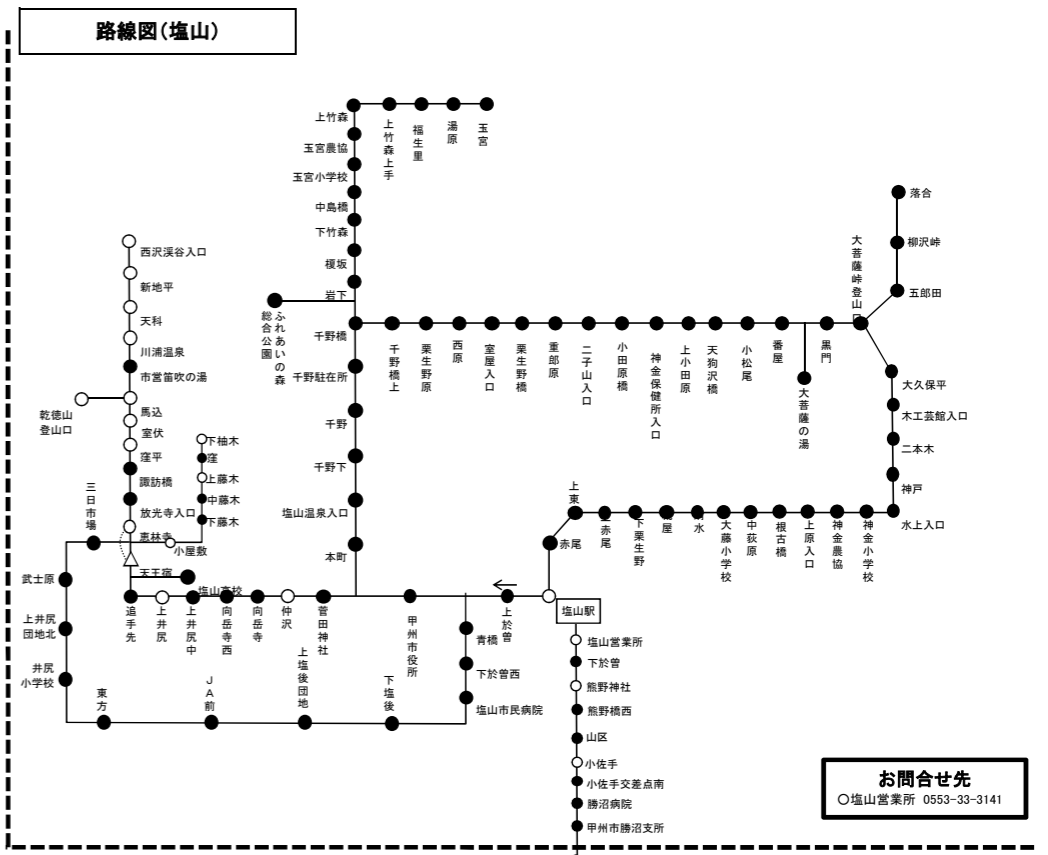 路線図(塩山)
上竹森
玉宮農協
玉宮小学校
中島橋
下竹森
榎坂
岩下
上竹森上手
福生里
湯原
玉宮
ふれあいの森
総合公園
千野橋
千野駐在所
千野
千野下
塩山温泉入口
本町
千野橋上
栗生野原
西原
室屋入口
栗生野橋
重郎原
二子山入口
小田原橋
神金保健所入口
上小田原
天狗沢橋
小松尾
番屋
大菩薩の湯
黒門
大菩薩峠登山口
落合
柳沢峠
五郎田
大久保平
木工芸館入口
二本木
神戸
水上入口
神金小学校
神金農協
上原入口
根古橋
中荻原
大藤小学校
水
屋
下栗生野
赤尾
上東
赤尾
西沢渓谷入口
新地平
天科
川浦温泉
市営笛吹の湯
乾徳山
登山口
馬込
室伏
窪平
諏訪橋
放光寺入口
恵林寺
天王宿
塩山高校
下柚木
窪
上藤木
中藤木
下藤木
小屋敷
三日市場
武士原
上井尻
団地北
井尻
小学校
東方
JA前
上塩後団地
下塩後
塩山市民病院
下於曽西
青橋
追手先
上井尻
上井尻中
向岳寺西
向岳寺
仲沢
菅田神社
甲州市役所
上於曽
塩山駅
塩山営業所
下於曽
熊野神社
熊野橋西
山区
小佐手
小佐手交差点南
勝沼病院
甲州市勝沼支所
お問合せ先
○塩山営業所 0553-33-3141